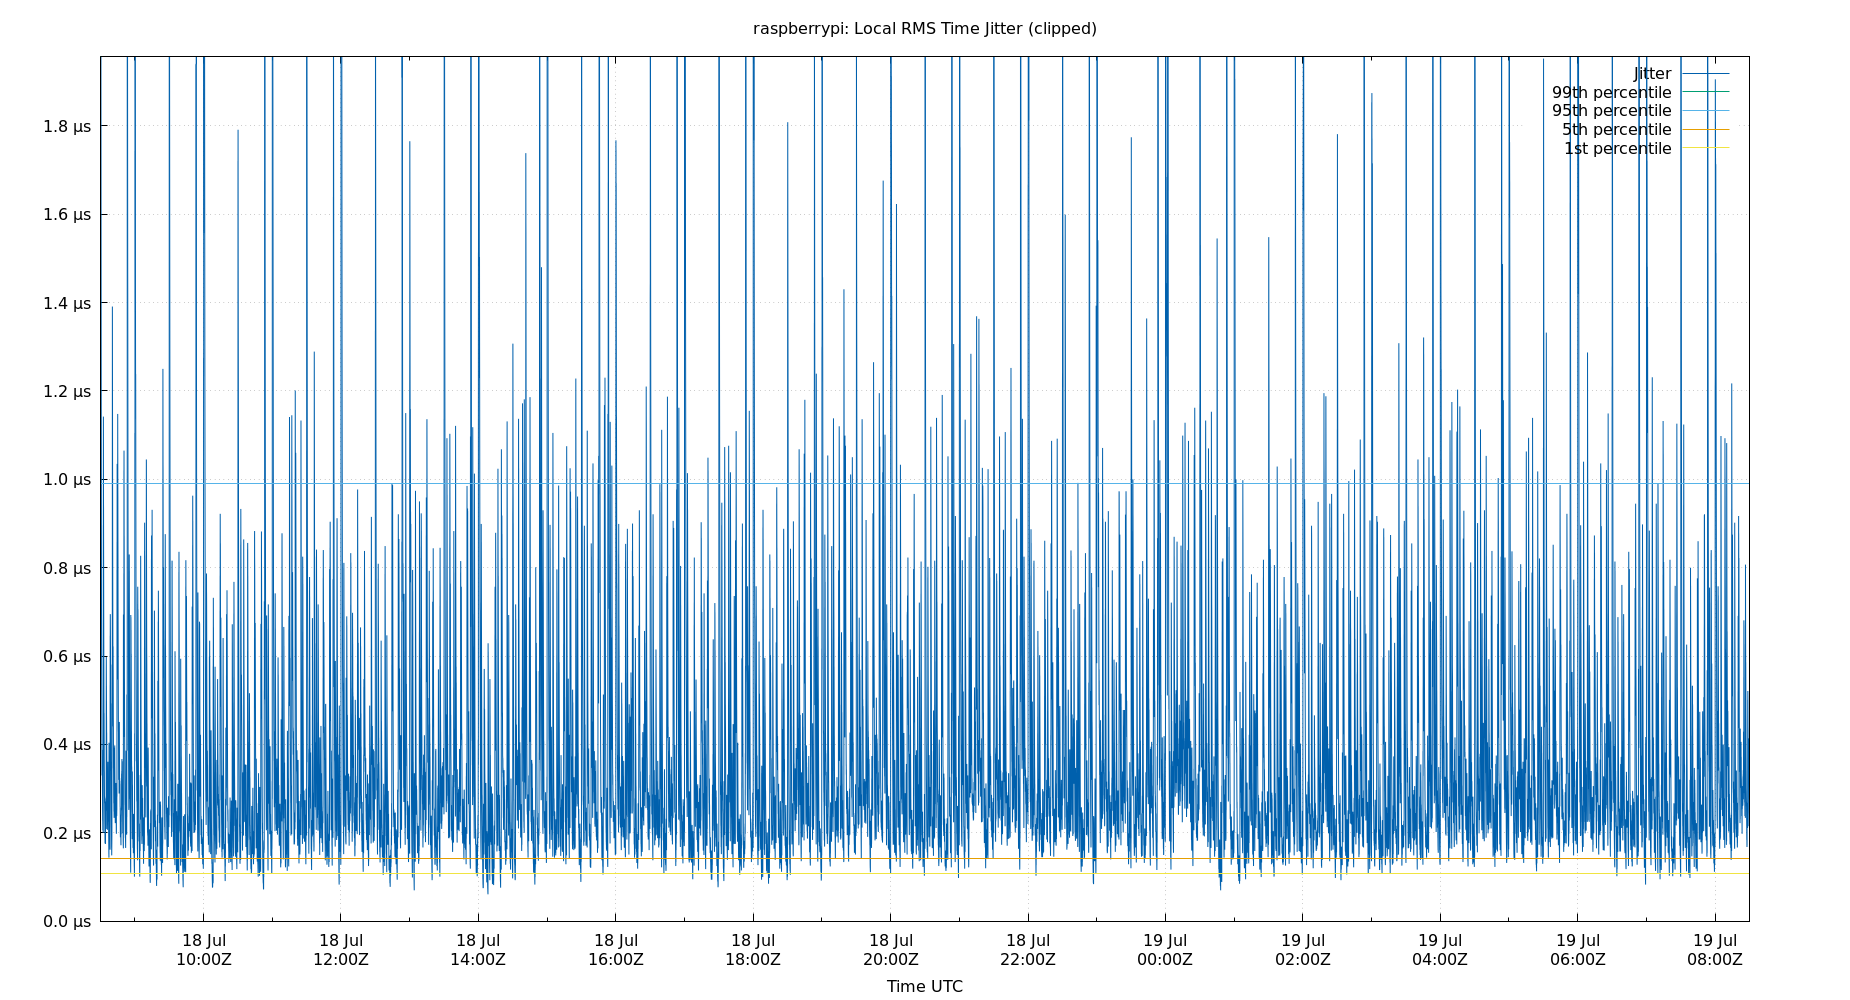 raspberrypi: Local RMS Time Jitter (clipped)
Jitter
99th percentile
95th percentile
5th percentile
1st percentile
1.8 µs
1.6 µs
1.4 µs
1.2 µs
1.0 µs
0.8 µs
0.6 µs
0.4 µs
0.2 µs
0.0 µs
18 Jul 18 Jul 18 Jul 18 Jul 18 Jul 18 Jul 18 Jul 19 Jul 19 Jul 19 Jul 19 Jul 19 Jul
10:00Z 12:00Z 14:00Z 16:00Z 18:00Z 20:00Z 22:00Z 00:00Z 02:00Z 04:00Z 06:00Z 08:00Z
Time UTC